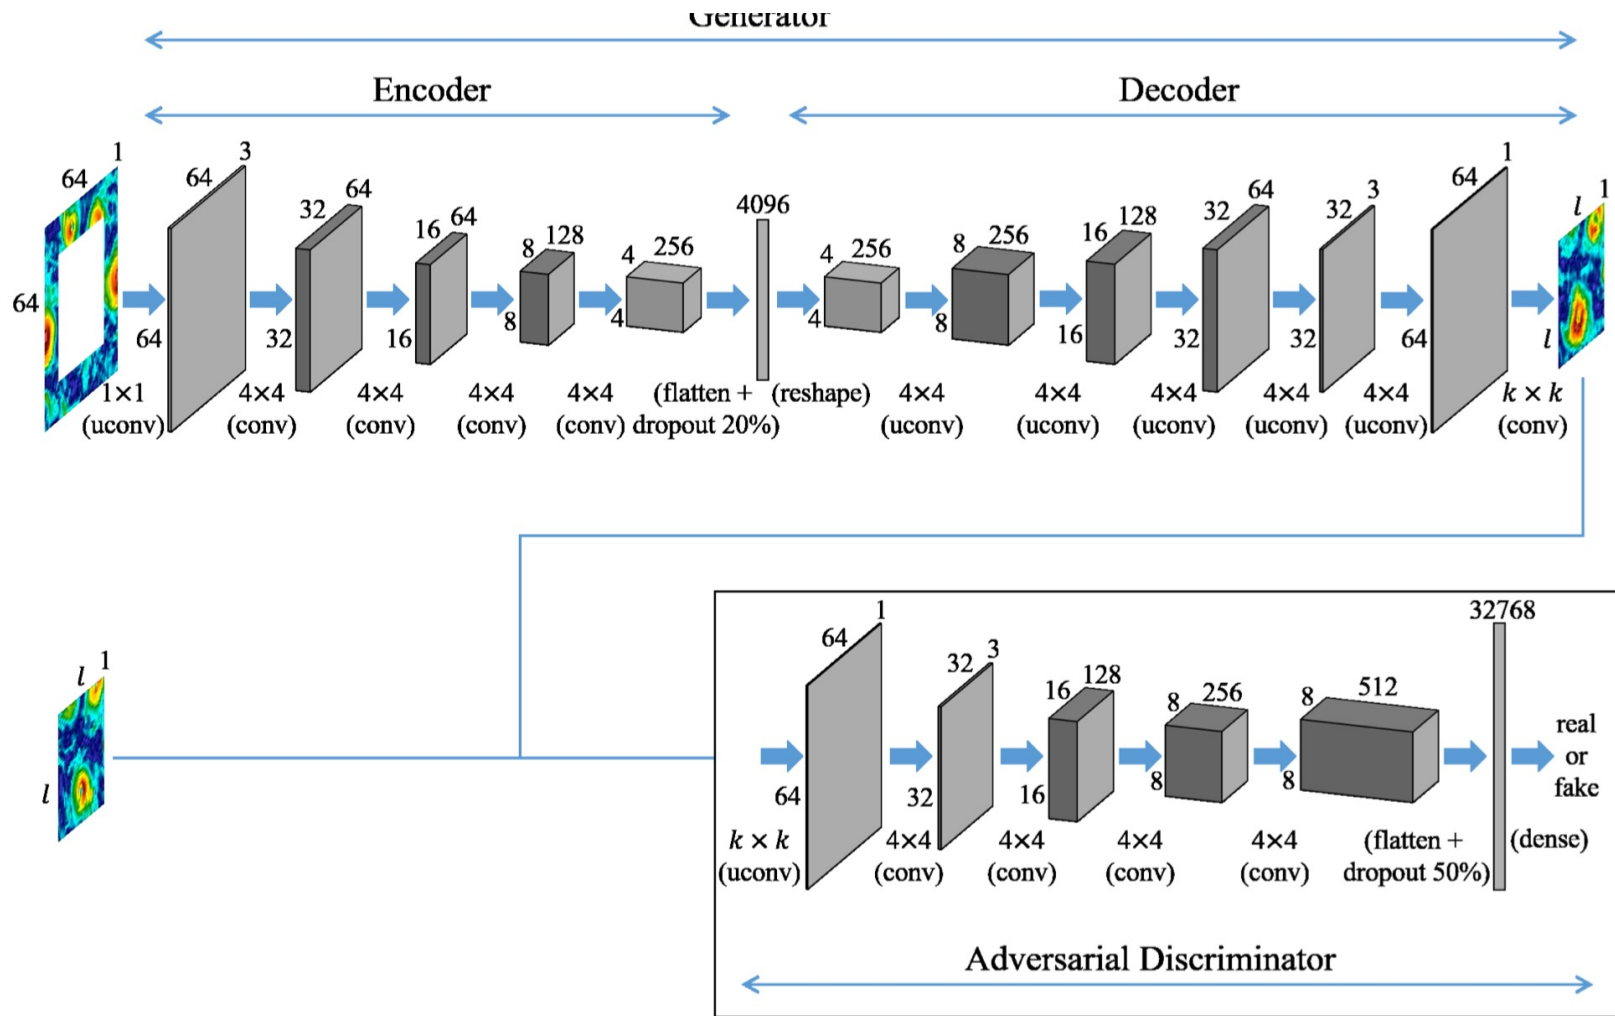 Generator
Encoder
Decoder
1
64
64
1×1
(uconv)
3
64
64
4×4
(conv)
64
32
32
4×4
(conv)
64
16
16
4×4
(conv)
128
8
8
4×4
(conv)
256
4
4
(flatten +
dropout 20%)
4096
(reshape)
256
4
4
4×4
(uconv)
256
8
8
4×4
(uconv)
128
16
16
4×4
(uconv)
64
32
32
4×4
(uconv)
3
32
32
4×4
(uconv)
1
64
64
k × k
(conv)
1
l
l
1
l
l
k × k
(uconv)
1
64
64
4×4
(conv)
3
32
32
4×4
(conv)
128
16
16
4×4
(conv)
256
8
8
4×4
(conv)
512
8
8
(flatten +
dropout 50%)
32768
(dense)
real
or
fake
Adversarial Discriminator